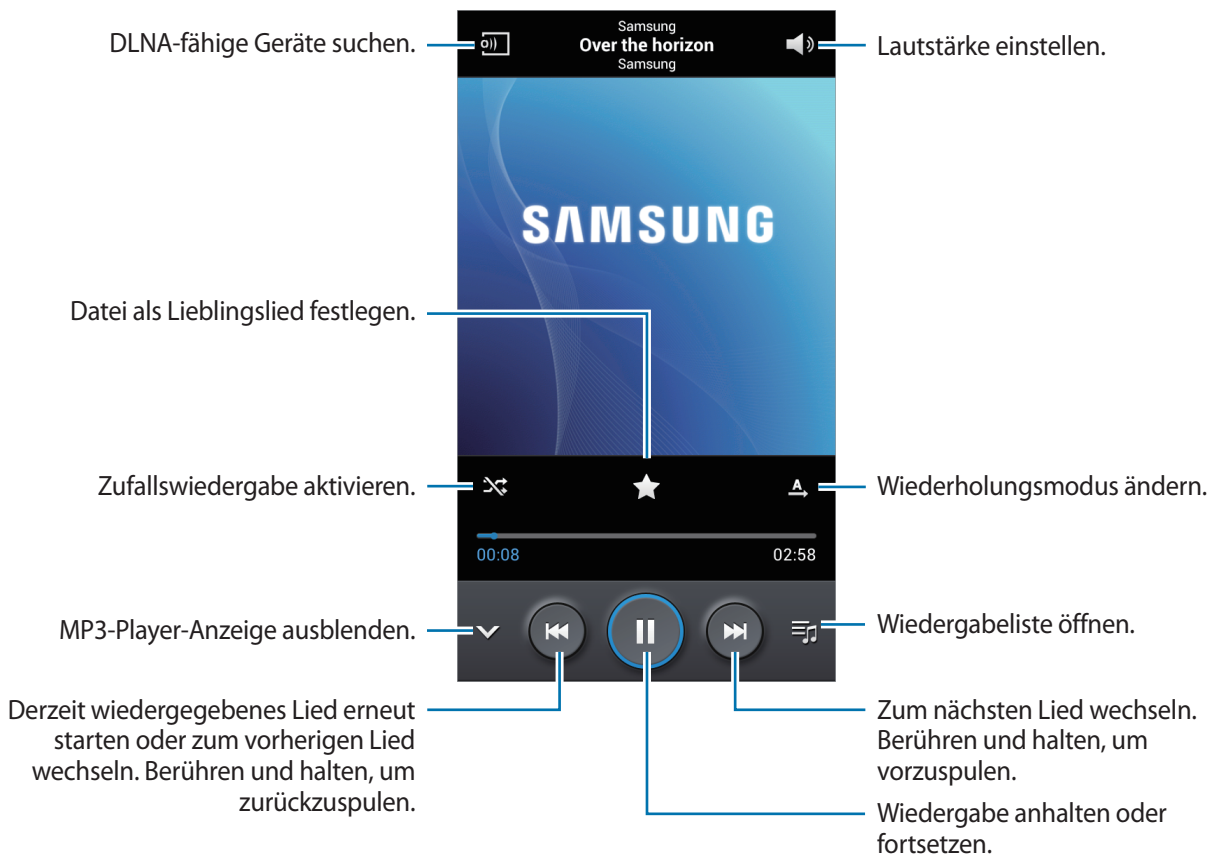 DLNA-fähige Geräte suchen.
Samsung
Over the horizon
Samsung
Lautstärke einstellen.
SAMSUNG
Datei als Lieblingslied festlegen.
Zufallswiedergabe aktivieren.
A
Wiederholungsmodus ändern.
00:08
02:58
MP3-Player-Anzeige ausblenden.
Wiedergabeliste öffnen.
Derzeit wiedergegebenes Lied erneut
starten oder zum vorherigen Lied
wechseln. Berühren und halten, um
zurückzuspulen.
Zum nächsten Lied wechseln.
Berühren und halten, um
vorzuspulen.
Wiedergabe anhalten oder
fortsetzen.